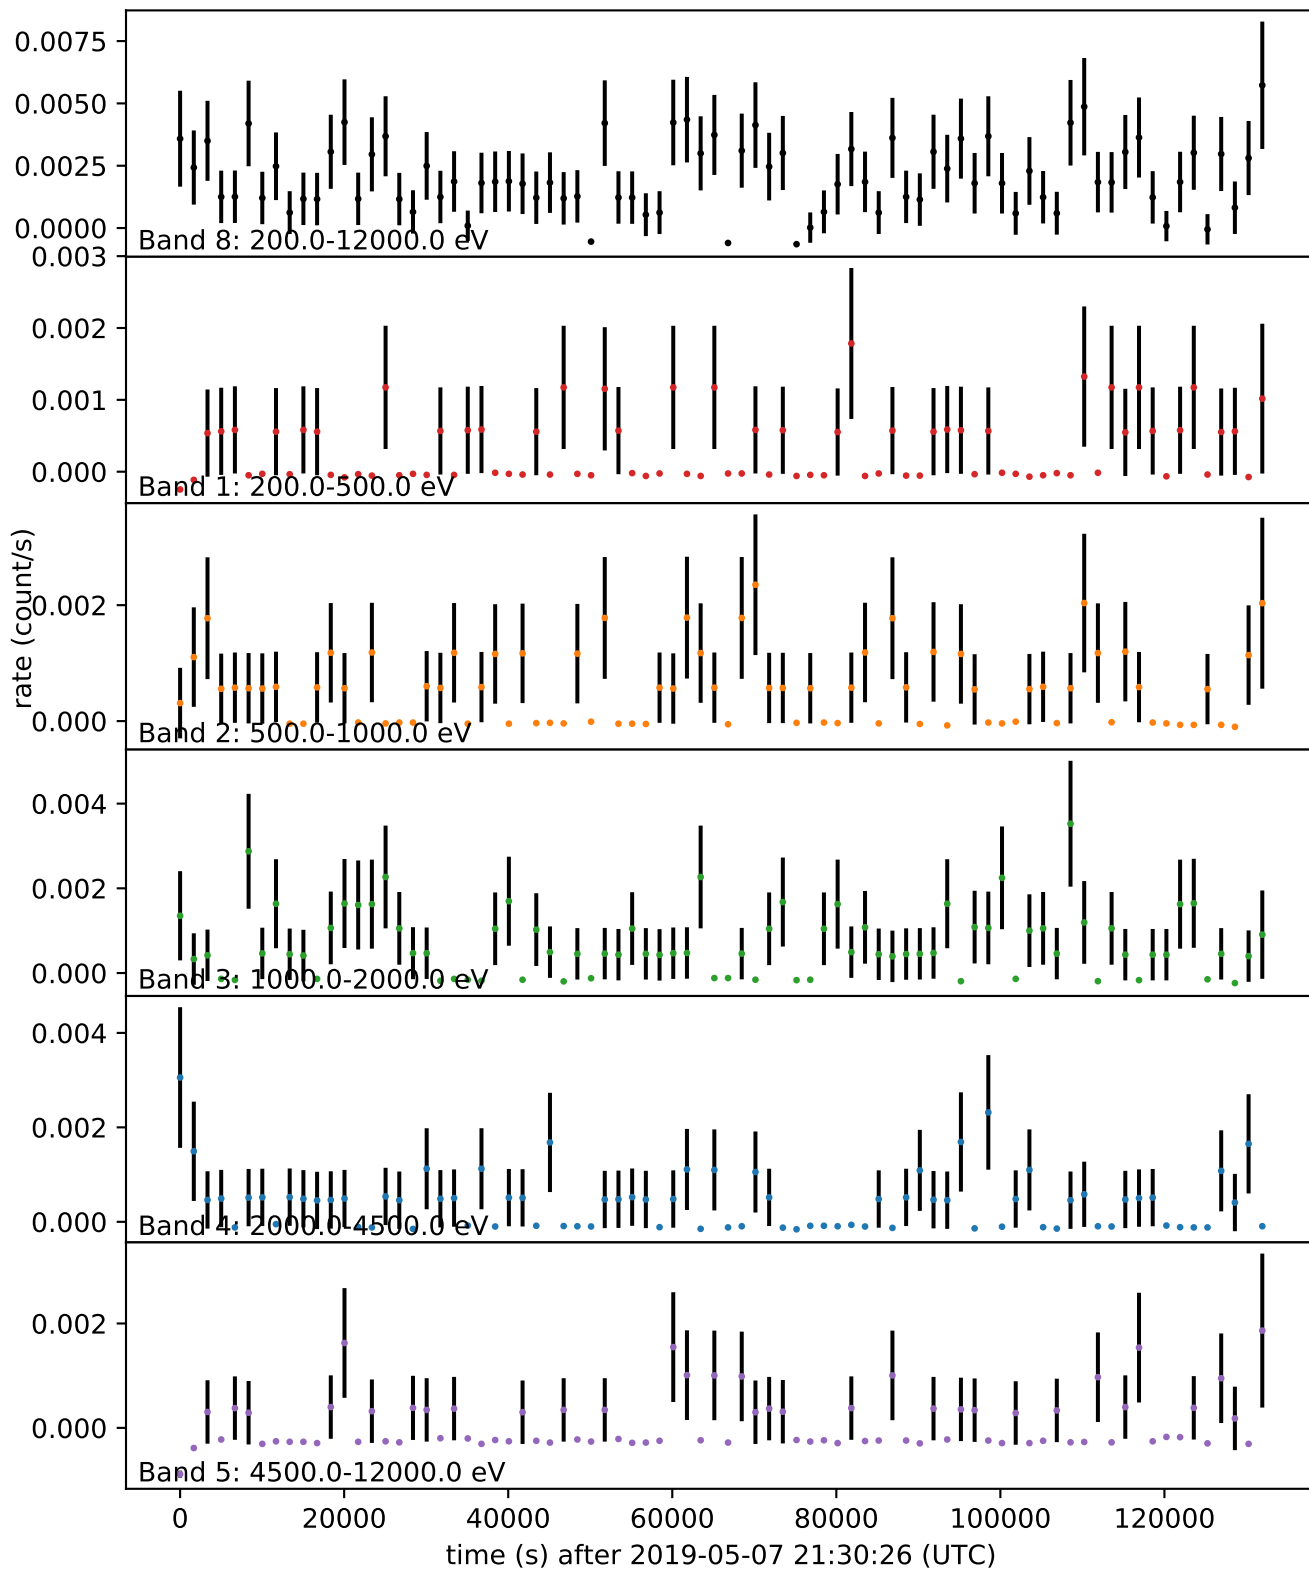 0.0075
0.0050
0.0025
0.0000
Band 8: 200.0-12000.0 eV
0.003
0.002
0.001
0.000
Band 1: 200.0-500.0 eV
rate (count/s)
0.002
0.000
Band 2: 500.0-1000.0 eV
0.004
0.002
0.000
Band 3: 1000.0-2000.0 eV
0.004
0.002
0.000
Band 4: 2000.0-4500.0 eV
0.002
0.000
Band 5: 4500.0-12000.0 eV
0 20000 40000 60000 80000 100000 120000
time (s) after 2019-05-07 21:30:26 (UTC)